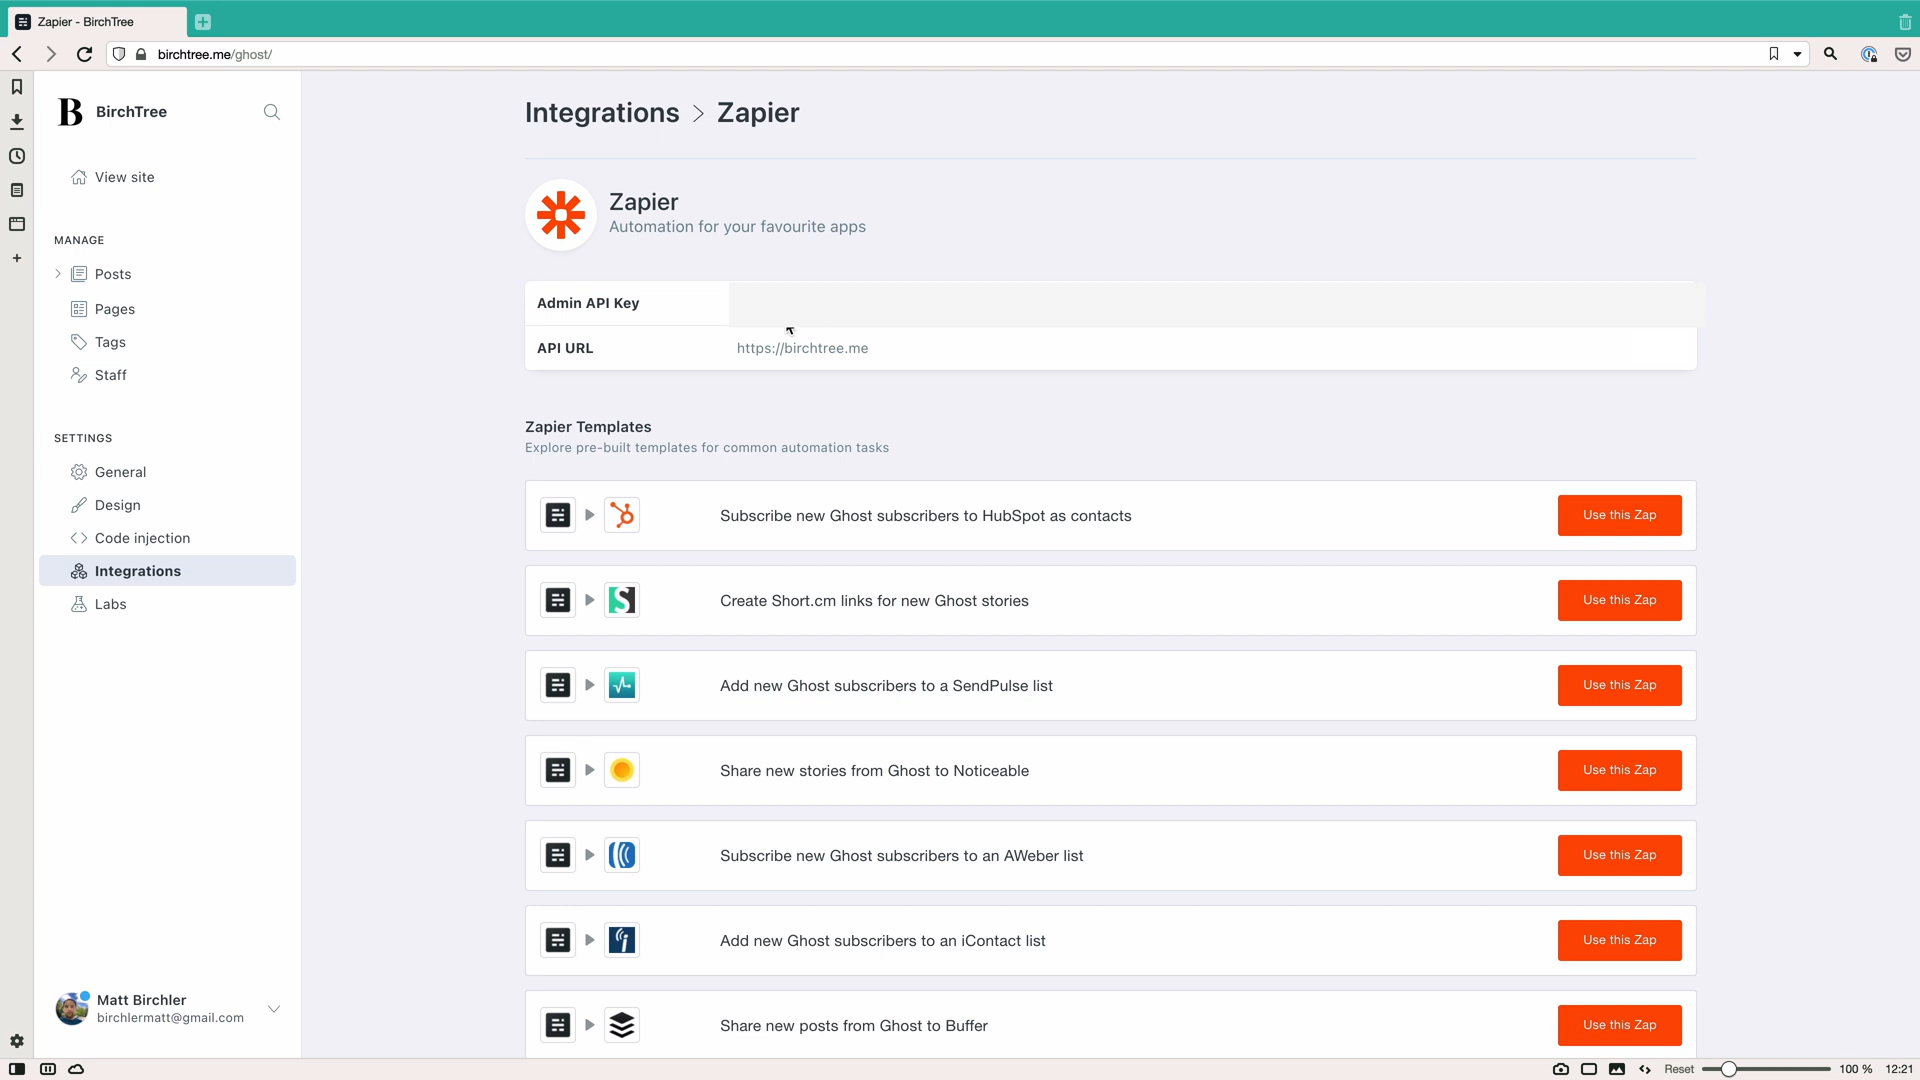 Zapier - BirchTree
birchtree.me/ghost/
B BirchTree
View site
MANAGE
Posts
Pages
Tags
Staff
SETTINGS
General
Design
Code injection
Integrations
Labs
Matt Birchler
birchlermatt@gmail.com
Integrations > Zapier
Zapier
Automation for your favourite apps
Admin API Key
API URL https://birchtree.me
Zapier Templates
Explore pre-built templates for common automation tasks
Subscribe new Ghost subscribers to HubSpot as contacts Use this Zap
Create Short.cm links for new Ghost stories Use this Zap
Add new Ghost subscribers to a SendPulse list Use this Zap
Share new stories from Ghost to Noticeable Use this Zap
Subscribe new Ghost subscribers to an AWeber list Use this Zap
Add new Ghost subscribers to an iContact list Use this Zap
Share new posts from Ghost to Buffer Use this Zap
Reset 100 % 12:21